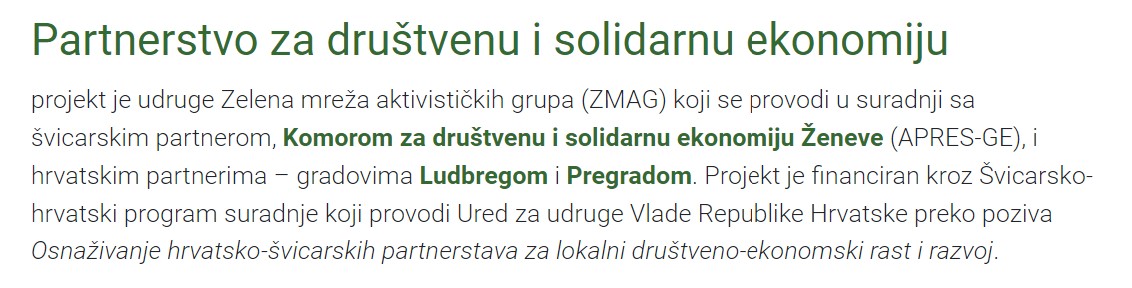 Partnerstvo za društvenu i solidarnu ekonomiju
projekt je udruge Zelena mreža aktivističkih grupa (ZMAG) koji se provodi u suradnji sa
švicarskim partnerom, Komorom za društvenu i solidarnu ekonomiju Ženeve (APRES-GE), i
hrvatskim partnerima – gradovima Ludbregom i Pregradom. Projekt je financiran kroz Švicarsko-
hrvatski program suradnje koji provodi Ured za udruge Vlade Republike Hrvatske preko poziva
Osnaživanje hrvatsko-švicarskih partnerstava za lokalni društveno-ekonomski rast i razvoj.